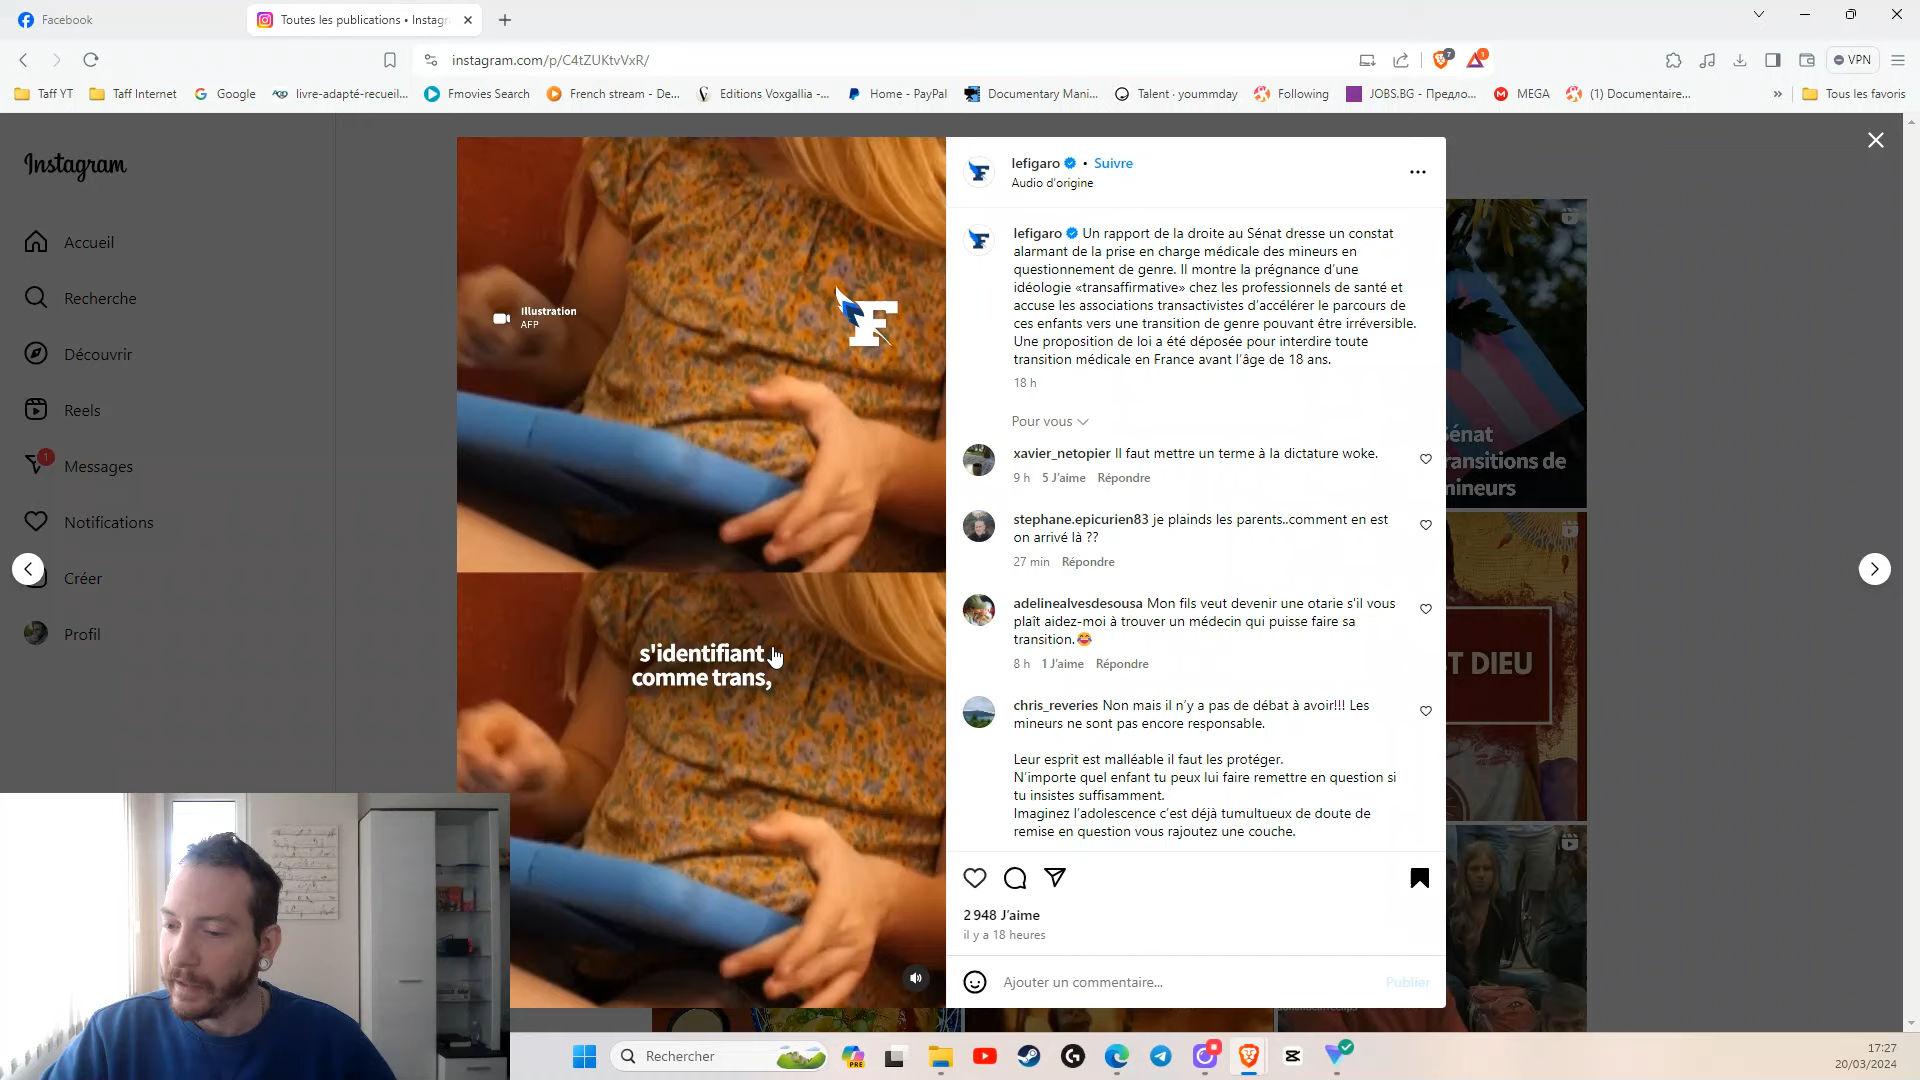 Facebook
Toutes les publications • Instagr
instagram.com/p/C4tZUKtvVxR/
7
1
VPN
Taff YT
Taff Internet
Google
livre-adapté-recueil...
Fmovies Search
French stream - De...
Editions Voxgallia -...
Home - PayPal
Documentary Mani...
Talent · yoummday
Following
JOBS.BG - Предло...
MEGA
(1) Documentaire...
»
Tous les favoris
Instagram
Accueil
Recherche
Découvrir
Reels
1
Messages
Notifications
Créer
Profil
Illustration
AFP
F
s'identifiant
comme trans,
lefigaro • Suivre
Audio d'origine
lefigaro Un rapport de la droite au Sénat dresse un constat
alarmant de la prise en charge médicale des mineurs en
questionnement de genre. Il montre la prégnance d'une
idéologie «transaffirmative» chez les professionnels de santé et
accuse les associations transactivistes d'accélérer le parcours de
ces enfants vers une transition de genre pouvant être irréversible.
Une proposition de loi a été déposée pour interdire toute
transition médicale en France avant l'âge de 18 ans.
18 h
Pour vous
xavier_netopier Il faut mettre un terme à la dictature woke.
9 h 5 J'aime Répondre
stephane.epicurien83 je plainds les parents..comment en est
on arrivé là ??
27 min Répondre
adelinealvesdesousa Mon fils veut devenir une otarie s'il vous
plaît aidez-moi à trouver un médecin qui puisse faire sa
transition.😂
8 h 1 J'aime Répondre
chris_reveries Non mais il n'y a pas de débat à avoir!!! Les
mineurs ne sont pas encore responsable.
Leur esprit est malléable il faut les protéger.
N'importe quel enfant tu peux lui faire remettre en question si
tu insistes suffisamment.
Imaginez l'adolescence c'est déjà tumultueux de doute de
remise en question vous rajoutez une couche.
2 948 J'aime
il y a 18 heures
Ajouter un commentaire...
Publier
énat
ransitions de
mineurs
T DIEU
Rechercher
PRE
17:27
20/03/2024